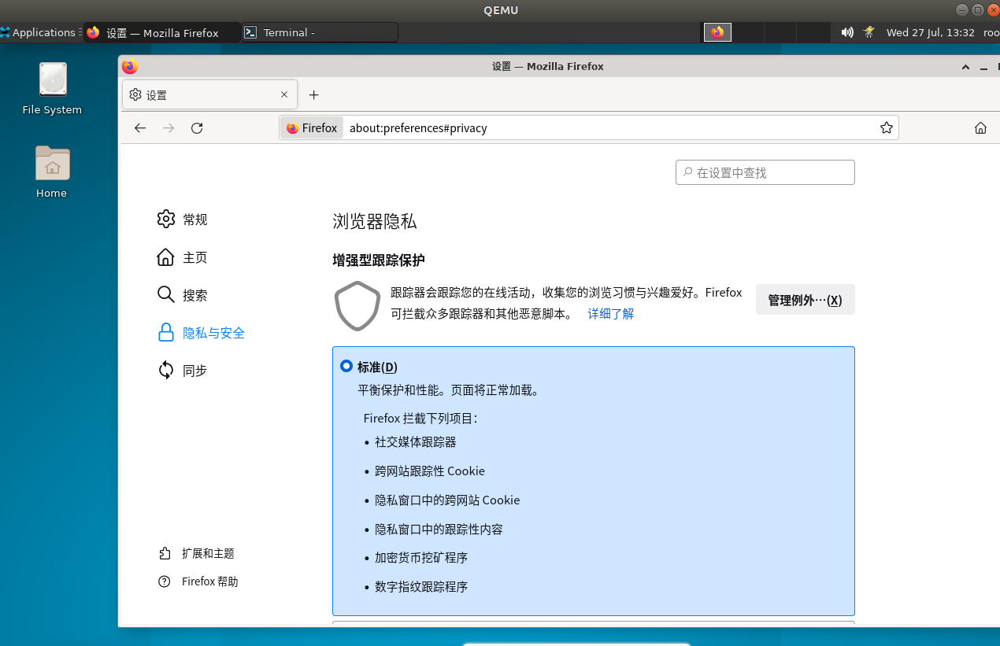 QEMU
Applications
设置 — Mozilla Firefox
Terminal -
Wed 27 Jul, 13:32
roo
File System
Home
设置 — Mozilla Firefox
设置
Firefox
about:preferences#privacy
在设置中查找
常规
主页
搜索
隐私与安全
同步
扩展和主题
Firefox 帮助
浏览器隐私
增强型跟踪保护
跟踪器会跟踪您的在线活动，收集您的浏览习惯与兴趣爱好。Firefox
可拦截众多跟踪器和其他恶意脚本。 详细了解
管理例外…(X)
标准(D)
平衡保护和性能。页面将正常加载。
Firefox 拦截下列项目：
• 社交媒体跟踪器
• 跨网站跟踪性 Cookie
• 隐私窗口中的跨网站 Cookie
• 隐私窗口中的跟踪性内容
• 加密货币挖矿程序
• 数字指纹跟踪程序